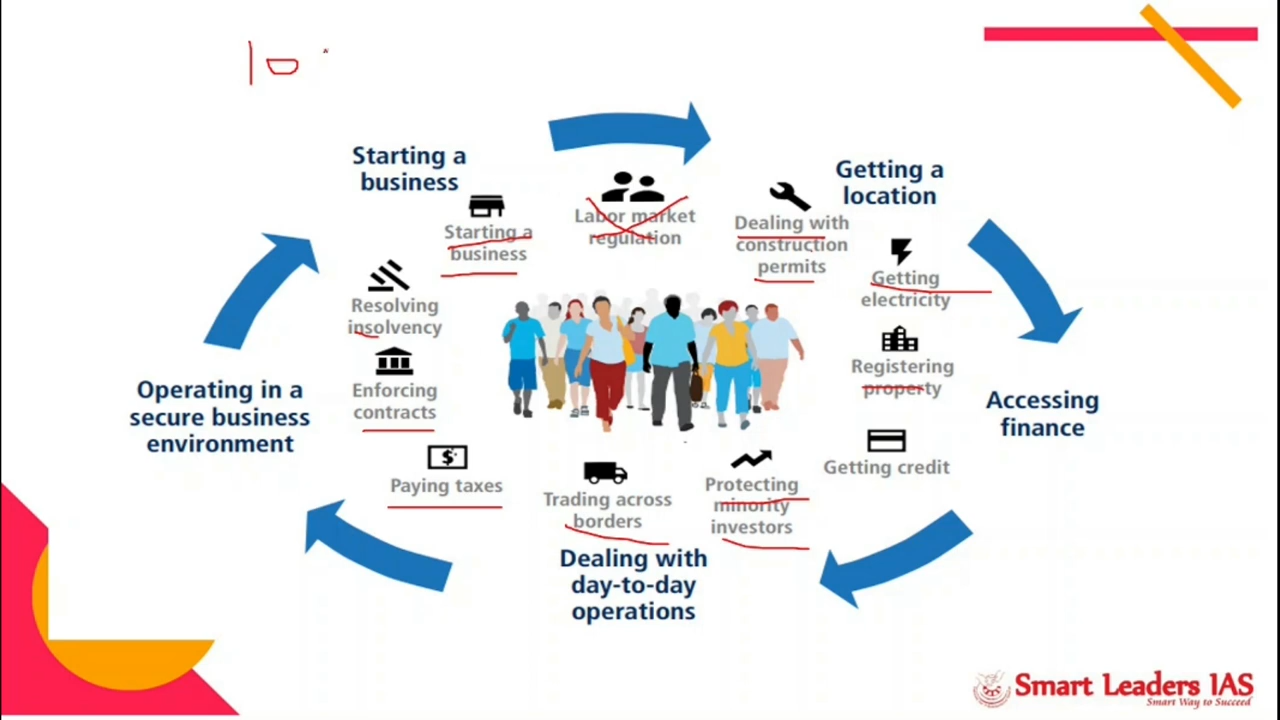 Starting a
business
Starting a
business
Labor market
regulation
Dealing with
construction
permits
Getting a
location
Getting
electricity
Registering
property
Accessing
finance
Getting credit
Protecting
minority
investors
Trading across
borders
Dealing with
day-to-day
operations
Paying taxes
Enforcing
contracts
Resolving
insolvency
Operating in a
secure business
environment
Smart Leaders IAS
Smart Way to Succeed